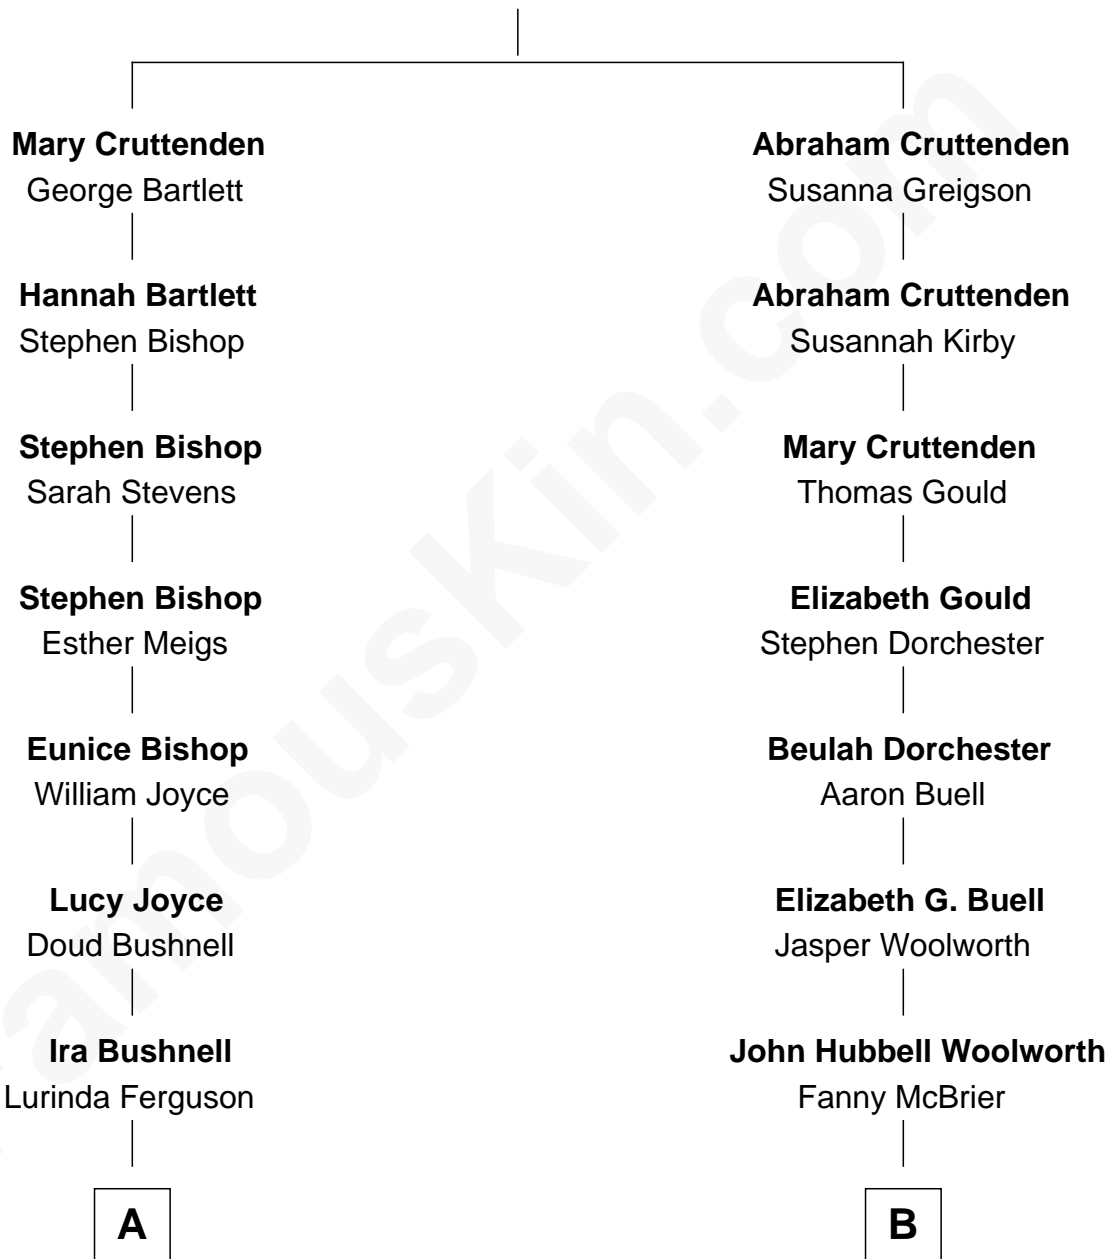 Mary Cruttenden
George Bartlett
Abraham Cruttenden
Susanna Greigson
Hannah Bartlett
Stephen Bishop
Abraham Cruttenden
Susannah Kirby
Stephen Bishop
Sarah Stevens
Mary Cruttenden
Thomas Gould
Stephen Bishop
Esther Meigs
Elizabeth Gould
Stephen Dorchester
Eunice Bishop
William Joyce
Beulah Dorchester
Aaron Buell
Lucy Joyce
Doud Bushnell
Elizabeth G. Buell
Jasper Woolworth
Ira Bushnell
Lurinda Ferguson
John Hubbell Woolworth
Fanny McBrier
A
B
famouskin.com